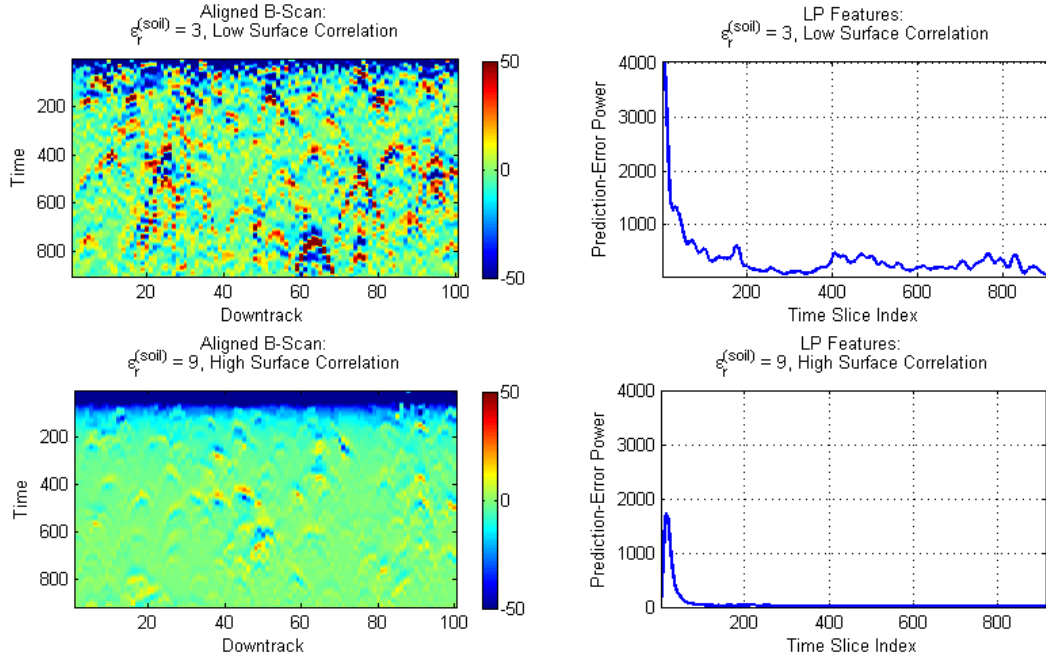 Aligned B-Scan:
εr(soil) = 3, Low Surface Correlation
Time
200
400
600
800
20
40
60
80
100
Downtrack
50
0
-50
LP Features:
εr(soil) = 3, Low Surface Correlation
Prediction-Error Power
4000
3000
2000
1000
200
400
600
800
Time Slice Index
Aligned B-Scan:
εr(soil) = 9, High Surface Correlation
Time
200
400
600
800
20
40
60
80
100
Downtrack
50
0
-50
LP Features:
εr(soil) = 9, High Surface Correlation
Prediction-Error Power
4000
3000
2000
1000
0
200
400
600
800
Time Slice Index